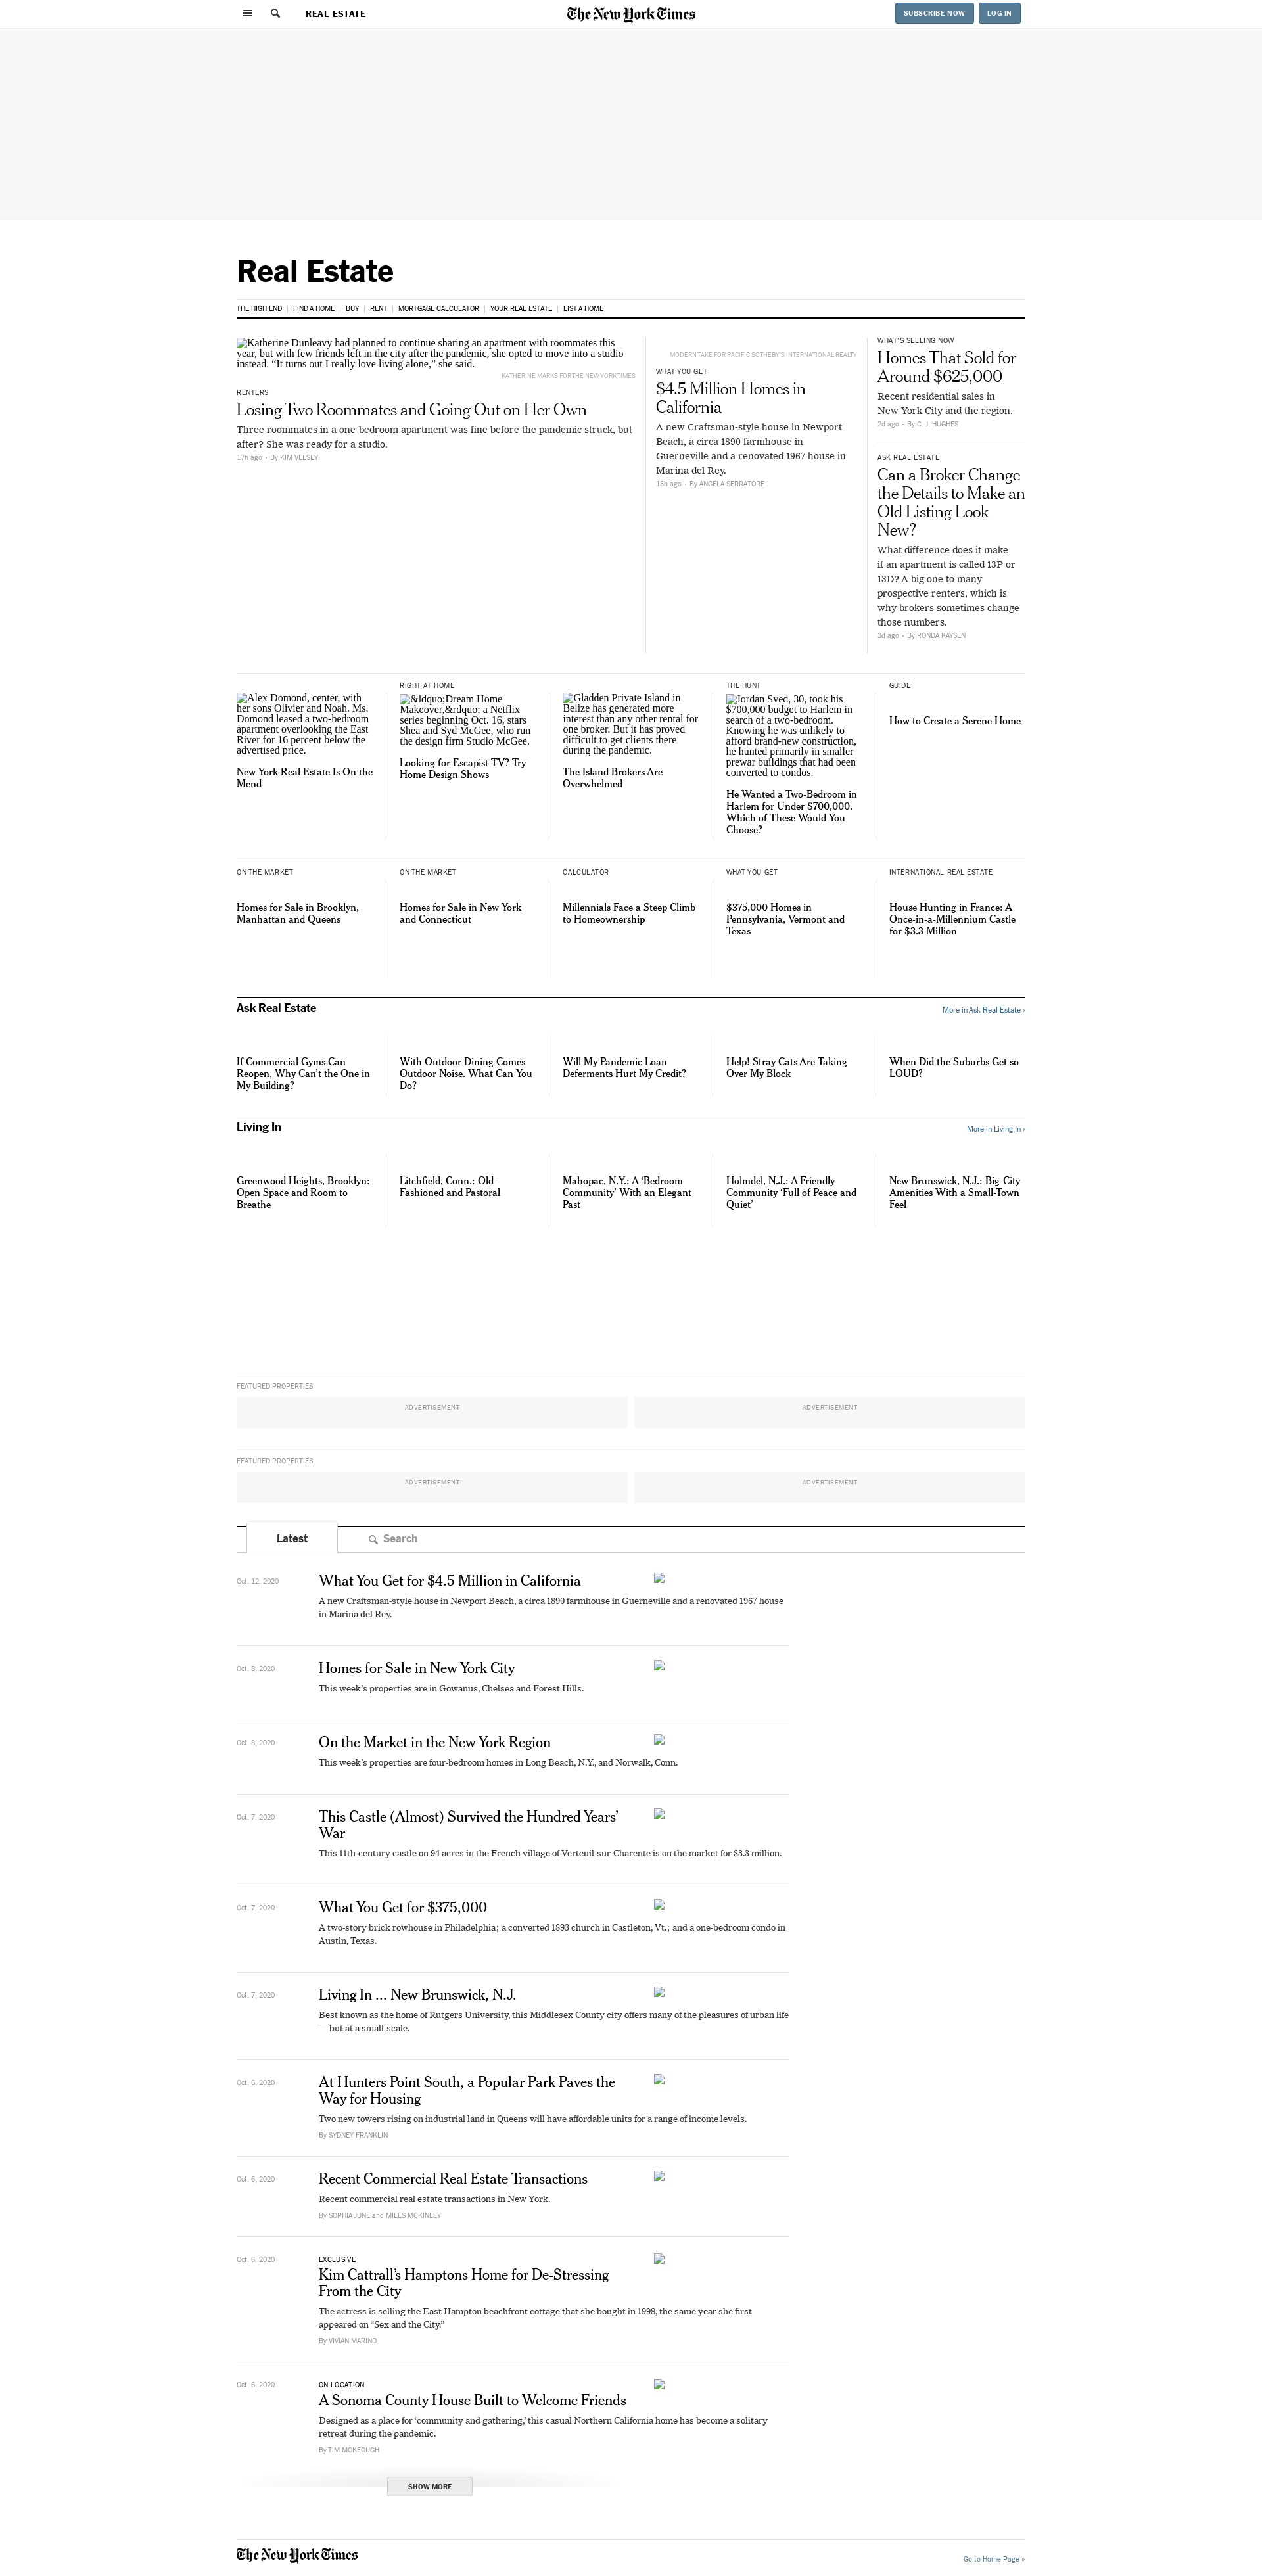 REAL ESTATE
The New York Times
SUBSCRIBE NOW
LOG IN
Real Estate
THE HIGH END
FIND A HOME
BUY
RENT
MORTGAGE CALCULATOR
YOUR REAL ESTATE
LIST A HOME
Katherine Dunleavy had planned to continue sharing an apartment with roommates this
year, but with few friends left in the city after the pandemic, she opted to move into a studio
instead. “It turns out I really love living alone,” she said.
KATHERINE MARKS FOR THE NEW YORK TIMES
RENTERS
Losing Two Roommates and Going Out on Her Own
Three roommates in a one-bedroom apartment was fine before the pandemic struck, but
after? She was ready for a studio.
17h ago • By KIM VELSEY
MODERN TAKE FOR PACIFIC SOTHEBY'S INTERNATIONAL REALTY
WHAT YOU GET
$4.5 Million Homes in
California
A new Craftsman-style house in Newport
Beach, a circa 1890 farmhouse in
Guerneville and a renovated 1967 house in
Marina del Rey.
13h ago • By ANGELA SERRATORE
WHAT'S SELLING NOW
Homes That Sold for
Around $625,000
Recent residential sales in
New York City and the region.
2d ago • By C. J. HUGHES
ASK REAL ESTATE
Can a Broker Change
the Details to Make an
Old Listing Look
New?
What difference does it make
if an apartment is called 13P or
13D? A big one to many
prospective renters, which is
why brokers sometimes change
those numbers.
3d ago • By RONDA KAYSEN
Alex Domond, center, with
her sons Olivier and Noah. Ms.
Domond leased a two-bedroom
apartment overlooking the East
River for 16 percent below the
advertised price.
New York Real Estate Is On the
Mend
RIGHT AT HOME
&ldquo;Dream Home
Makeover,&rdquo; a Netflix
series beginning Oct. 16, stars
Shea and Syd McGee, who run
the design firm Studio McGee.
Looking for Escapist TV? Try
Home Design Shows
Gladden Private Island in
Belize has generated more
interest than any other rental for
one broker. But it has proved
difficult to get clients there
during the pandemic.
The Island Brokers Are
Overwhelmed
THE HUNT
Jordan Sved, 30, took his
$700,000 budget to Harlem in
search of a two-bedroom.
Knowing he was unlikely to
afford brand-new construction,
he hunted primarily in smaller
prewar buildings that had been
converted to condos.
He Wanted a Two-Bedroom in
Harlem for Under $700,000.
Which of These Would You
Choose?
GUIDE
How to Create a Serene Home
ON THE MARKET
Homes for Sale in Brooklyn,
Manhattan and Queens
ON THE MARKET
Homes for Sale in New York
and Connecticut
CALCULATOR
Millennials Face a Steep Climb
to Homeownership
WHAT YOU GET
$375,000 Homes in
Pennsylvania, Vermont and
Texas
INTERNATIONAL REAL ESTATE
House Hunting in France: A
Once-in-a-Millennium Castle
for $3.3 Million
Ask Real Estate
More in Ask Real Estate ›
If Commercial Gyms Can
Reopen, Why Can’t the One in
My Building?
With Outdoor Dining Comes
Outdoor Noise. What Can You
Do?
Will My Pandemic Loan
Deferments Hurt My Credit?
Help! Stray Cats Are Taking
Over My Block
When Did the Suburbs Get so
LOUD?
Living In
More in Living In ›
Greenwood Heights, Brooklyn:
Open Space and Room to
Breathe
Litchfield, Conn.: Old-
Fashioned and Pastoral
Mahopac, N.Y.: A ‘Bedroom
Community’ With an Elegant
Past
Holmdel, N.J.: A Friendly
Community ‘Full of Peace and
Quiet’
New Brunswick, N.J.: Big-City
Amenities With a Small-Town
Feel
FEATURED PROPERTIES
ADVERTISEMENT
ADVERTISEMENT
FEATURED PROPERTIES
ADVERTISEMENT
ADVERTISEMENT
Latest
Search
Oct. 12, 2020
What You Get for $4.5 Million in California
A new Craftsman-style house in Newport Beach, a circa 1890 farmhouse in Guerneville and a renovated 1967 house
in Marina del Rey.
Oct. 8, 2020
Homes for Sale in New York City
This week’s properties are in Gowanus, Chelsea and Forest Hills.
Oct. 8, 2020
On the Market in the New York Region
This week’s properties are four-bedroom homes in Long Beach, N.Y., and Norwalk, Conn.
Oct. 7, 2020
This Castle (Almost) Survived the Hundred Years’
War
This 11th-century castle on 94 acres in the French village of Verteuil-sur-Charente is on the market for $3.3 million.
Oct. 7, 2020
What You Get for $375,000
A two-story brick rowhouse in Philadelphia; a converted 1893 church in Castleton, Vt.; and a one-bedroom condo in
Austin, Texas.
Oct. 7, 2020
Living In ... New Brunswick, N.J.
Best known as the home of Rutgers University, this Middlesex County city offers many of the pleasures of urban life
— but at a small-scale.
Oct. 6, 2020
At Hunters Point South, a Popular Park Paves the
Way for Housing
Two new towers rising on industrial land in Queens will have affordable units for a range of income levels.
By SYDNEY FRANKLIN
Oct. 6, 2020
Recent Commercial Real Estate Transactions
Recent commercial real estate transactions in New York.
By SOPHIA JUNE and MILES MCKINLEY
Oct. 6, 2020
EXCLUSIVE
Kim Cattrall’s Hamptons Home for De-Stressing
From the City
The actress is selling the East Hampton beachfront cottage that she bought in 1998, the same year she first
appeared on “Sex and the City.”
By VIVIAN MARINO
Oct. 6, 2020
ON LOCATION
A Sonoma County House Built to Welcome Friends
Designed as a place for ‘community and gathering,’ this casual Northern California home has become a solitary
retreat during the pandemic.
By TIM MCKEOUGH
SHOW MORE
The New York Times
Go to Home Page »